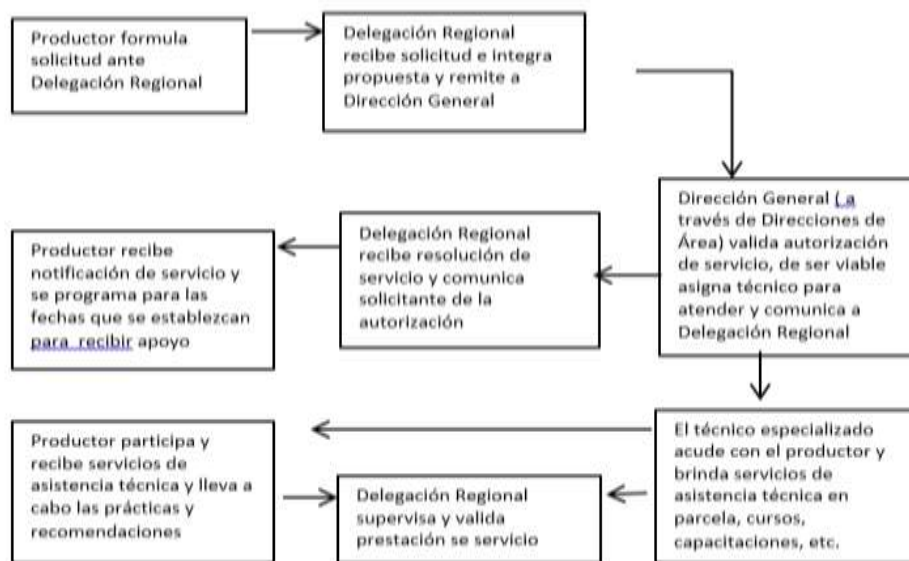 Productor formula
solicitud ante
Delegación Regional
Delegación Regional
recibe solicitud e integra
propuesta y remite a
Dirección General
Dirección General ( a
través de Direcciones de
Área) valida autorización
de servicio, de ser viable
asigna técnico para
atender y comunica a
Delegación Regional
Delegación Regional
recibe resolución de
servicio y comunica
solicitante de la
autorización
Productor recibe
notificación de servicio y
se programa para las
fechas que se establezcan
para recibir apoyo
El técnico especializado
acude con el productor y
brinda servicios de
asistencia técnica en
parcela, cursos,
capacitaciones, etc.
Productor participa y
recibe servicios de
asistencia técnica y lleva a
cabo las prácticas y
recomendaciones
Delegación Regional
supervisa y valida
prestación se servicio